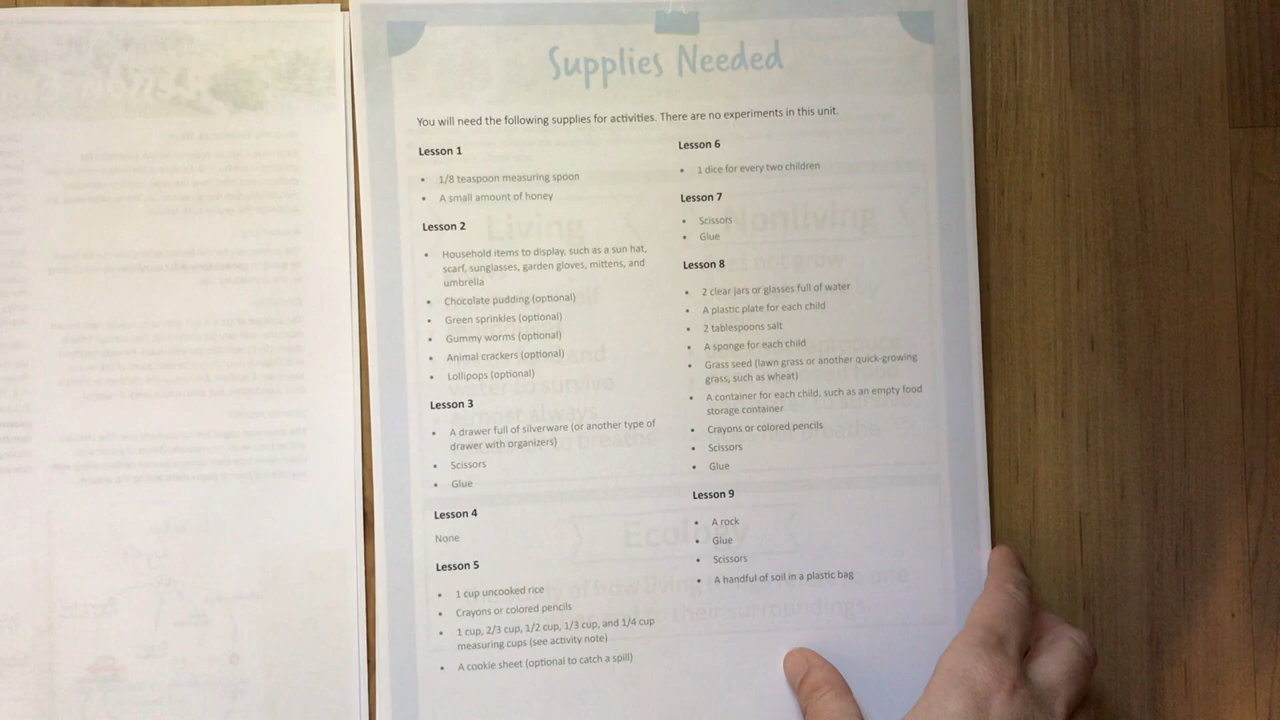 Supplies Needed
You will need the following supplies for activities. There are no experiments in this unit.
Lesson 1
• 1/8 teaspoon measuring spoon
• A small amount of honey
Lesson 2
• Household items to display, such as a sun hat,
scarf, sunglasses, garden gloves, mittens, and
umbrella
• Chocolate pudding (optional)
• Green sprinkles (optional)
• Gummy worms (optional)
• Animal crackers (optional)
• Lollipops (optional)
Lesson 3
• A drawer full of silverware (or another type of
drawer with organizers)
• Scissors
• Glue
Lesson 4
None
Lesson 5
• 1 cup uncooked rice
• Crayons or colored pencils
• 1 cup, 2/3 cup, 1/2 cup, 1/3 cup, and 1/4 cup
measuring cups (see activity note)
• A cookie sheet (optional to catch a spill)
Lesson 6
• 1 dice for every two children
Lesson 7
• Scissors
• Glue
Lesson 8
• 2 clear jars or glasses full of water
• A plastic plate for each child
• 2 tablespoons salt
• A sponge for each child
• Grass seed (lawn grass or another quick-growing
grass, such as wheat)
• A container for each child, such as an empty food
storage container
• Crayons or colored pencils
• Scissors
• Glue
Lesson 9
• A rock
• Glue
• Scissors
• A handful of soil in a plastic bag
Living
Nonliving
Ecology